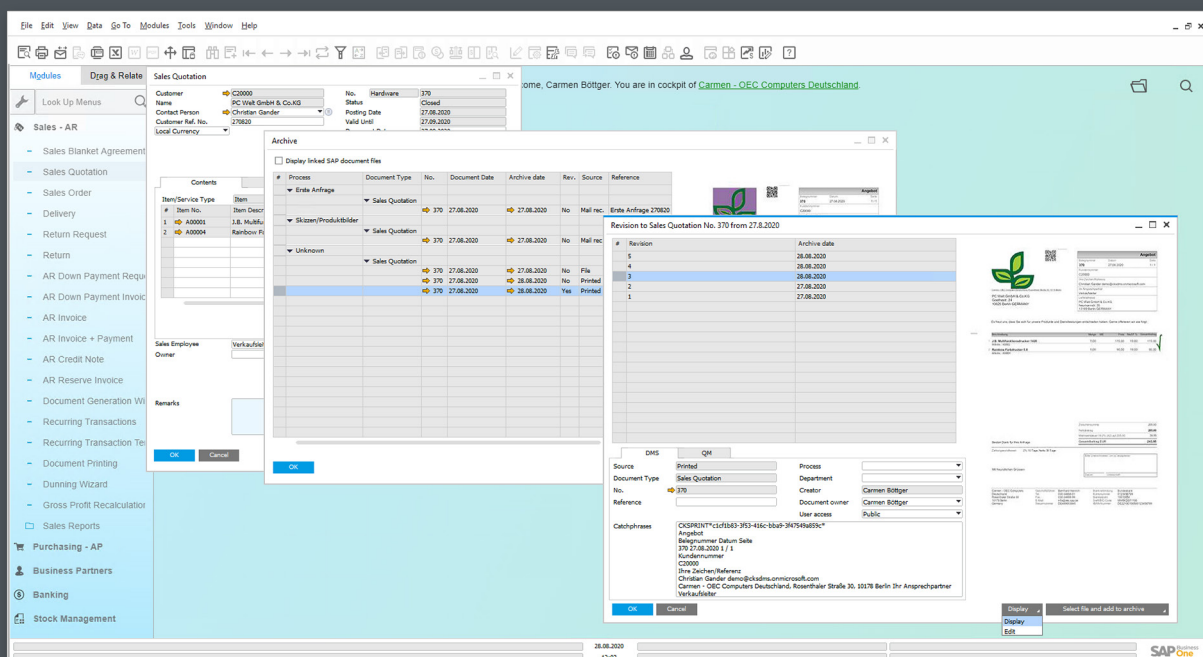 File Edit View Data Go To Modules Tools Window Help
Modules Drag & Relate
Look Up Menus
Sales - AR
Sales Blanket Agreement
Sales Quotation
Sales Order
Delivery
Return Request
Return
AR Down Payment Requ
AR Down Payment Invoic
AR Invoice
AR Invoice + Payment
AR Credit Note
AR Reserve Invoice
Document Generation Wi
Recurring Transactions
Recurring Transaction Te
Document Printing
Dunning Wizard
Gross Profit Recalculation
Sales Reports
Purchasing - AP
Business Partners
Banking
Stock Management
ome, Carmen Böttger. You are in cockpit of Carmen - OEC Computers Deutschland.
Sales Quotation
Customer C20000 No. Hardware 370
Name PC Welt GmbH & Co.KG Status Closed
Contact Person Christian Gander Posting Date 27.08.2020
Customer Ref. No. 270820 Valid Until 27.09.2020
Local Currency
Contents
Item/Service Type Item
# Item No. Item Descr
1 A00001 J.B. Multifu
2 A00004 Rainbow Fa
Sales Employee Verkaufsleit
Owner
Remarks
OK Cancel
Archive
Display linked SAP document files
# Process Document Type No. Document Date Archive date Rev. Source Reference
Erste Anfrage
Sales Quotation
370 27.08.2020 27.08.2020 No Mail rec. Erste Anfrage 270820
Skizzen/Produktbilder
Sales Quotation
370 27.08.2020 27.08.2020 No Mail rec
Unknown
Sales Quotation
370 27.08.2020 27.08.2020 No File
370 27.08.2020 28.08.2020 No Printed
370 27.08.2020 28.08.2020 Yes Printed
OK
Angebot
Revision to Sales Quotation No. 370 from 27.8.2020
# Revision Archive date
5 28.08.2020
4 28.08.2020
3 28.08.2020
2 27.08.2020
1 27.08.2020
Angebot
DMS QM
Source Printed Process
Document Type Sales Quotation Department
No. 370 Creator Carmen Böttger
Reference Document owner Carmen Böttger
User access Public
Catchphrases CKSPRINT*c1cf1b83-3f53-416c-bba9-3f47549a859c*
Angebot
Belegnummer Datum Seite
370 27.08.2020 1 / 1
Kundennummer
C20000
Ihre Zeichen/Referenz
Christian Gander demo@cksdms.onmicrosoft.com
Carmen - OEC Computers Deutschland, Rosenthaler Straße 30, 10178 Berlin Ihr Ansprechpartner
Verkaufsleiter
OK Cancel Display Select file and add to archive
Display
Edit
28.08.2020
SAP Business One